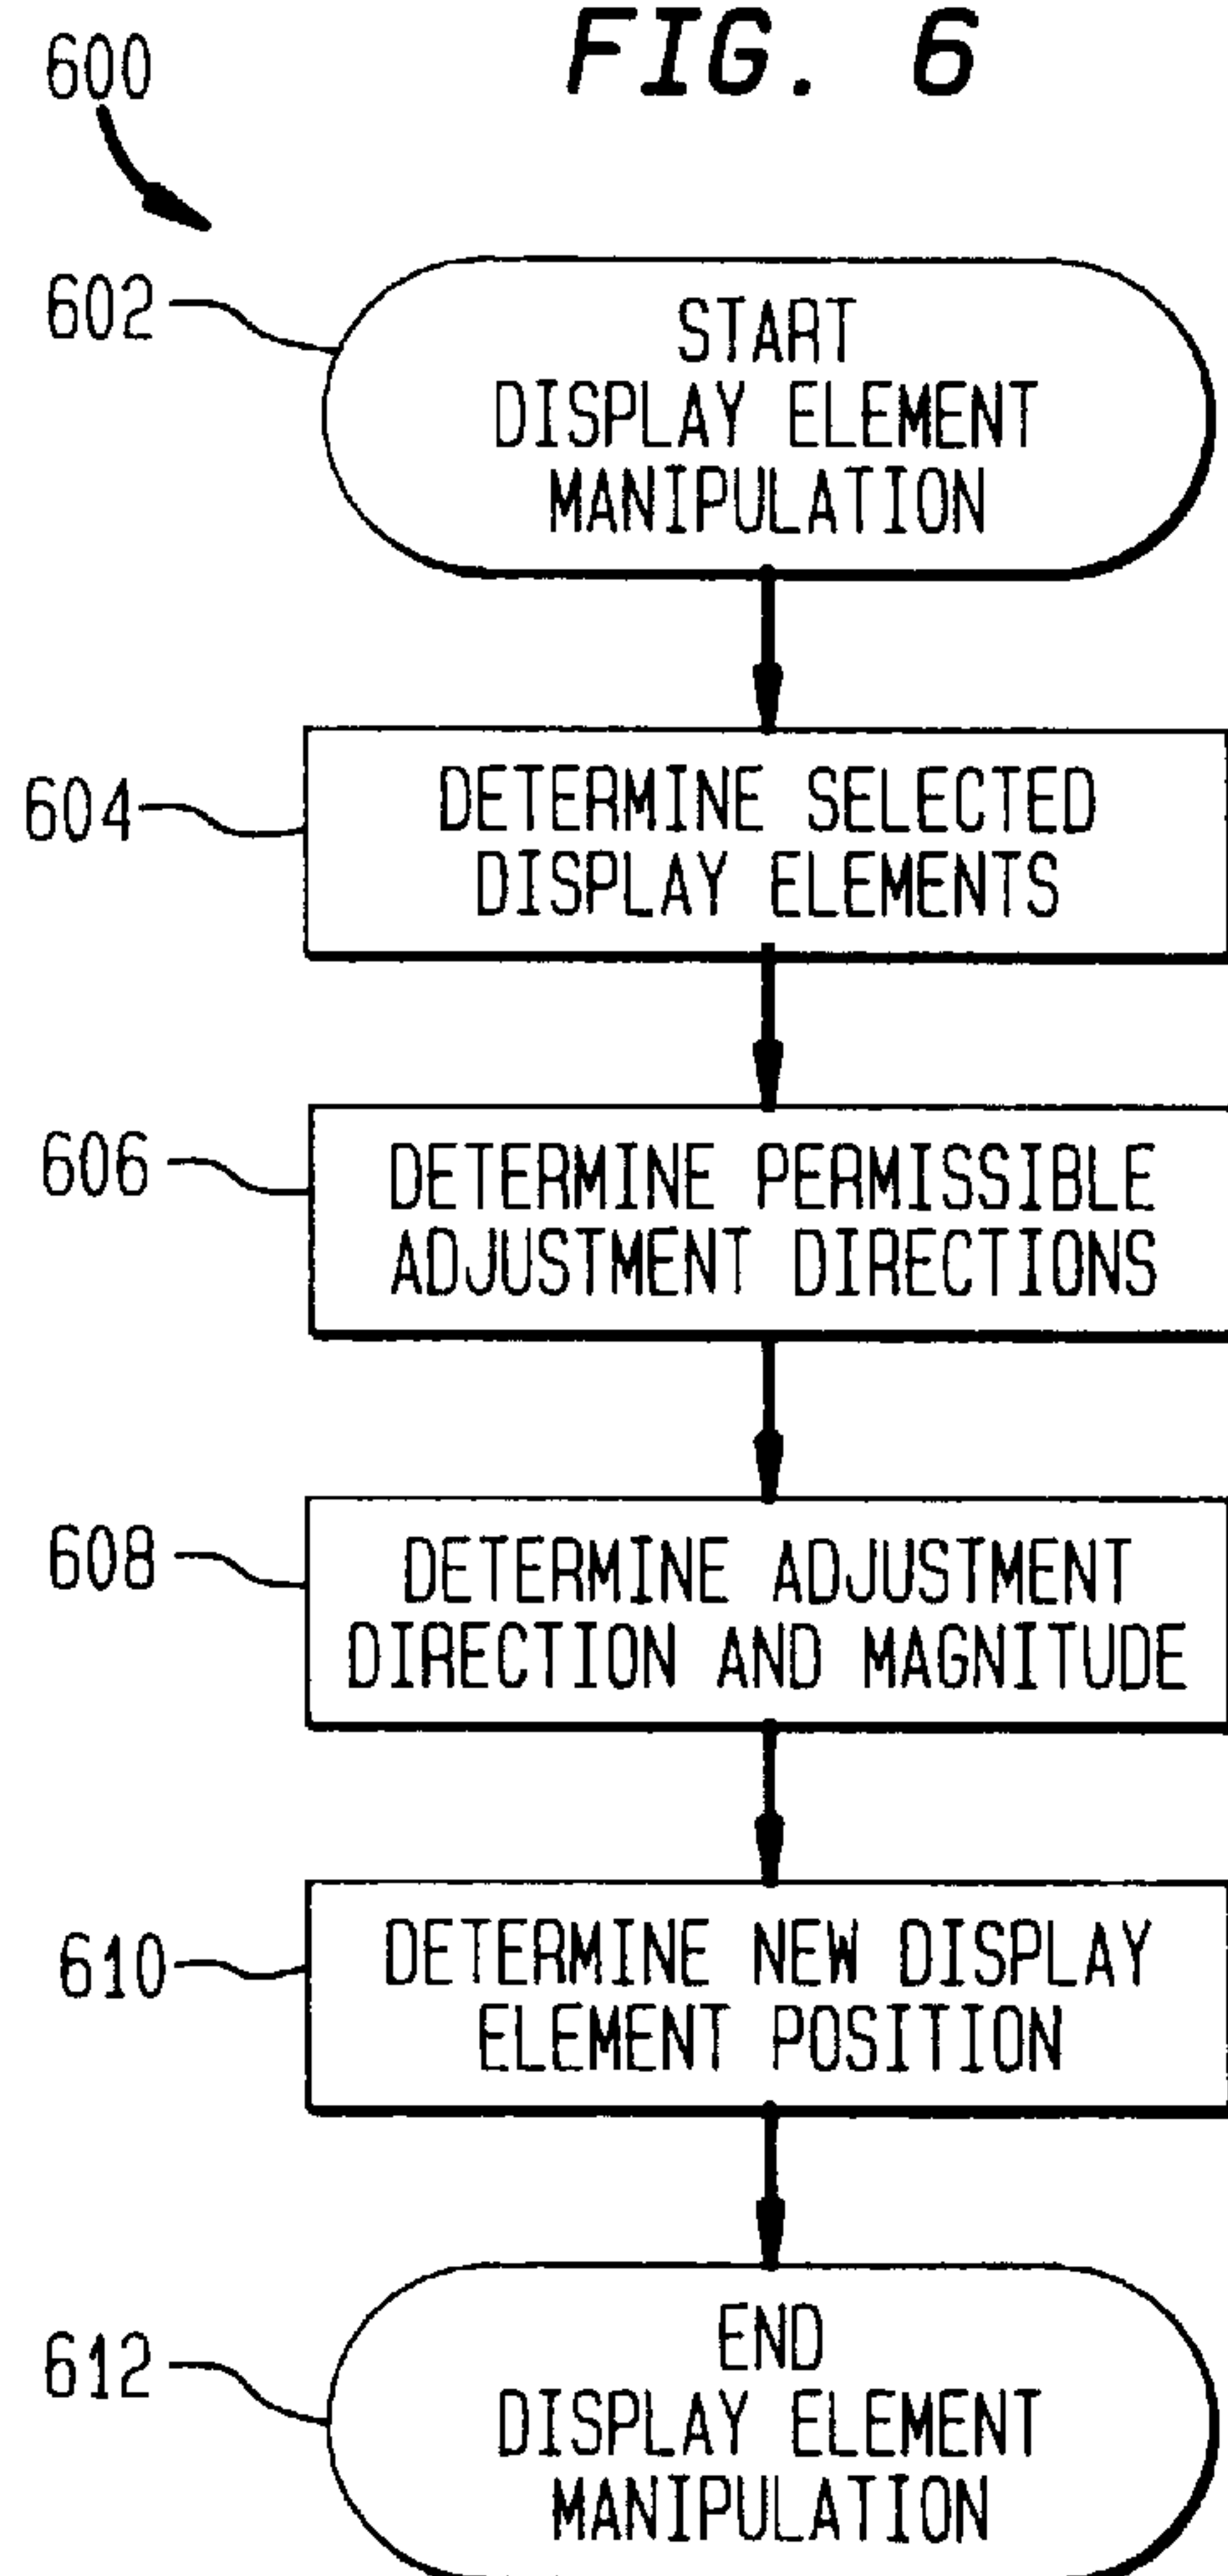 FIG. 6
600
602
START
DISPLAY ELEMENT
MANIPULATION
604
DETERMINE SELECTED
DISPLAY ELEMENTS
606
DETERMINE PERMISSIBLE
ADJUSTMENT DIRECTIONS
608
DETERMINE ADJUSTMENT
DIRECTION AND MAGNITUDE
610
DETERMINE NEW DISPLAY
ELEMENT POSITION
612
END
DISPLAY ELEMENT
MANIPULATION